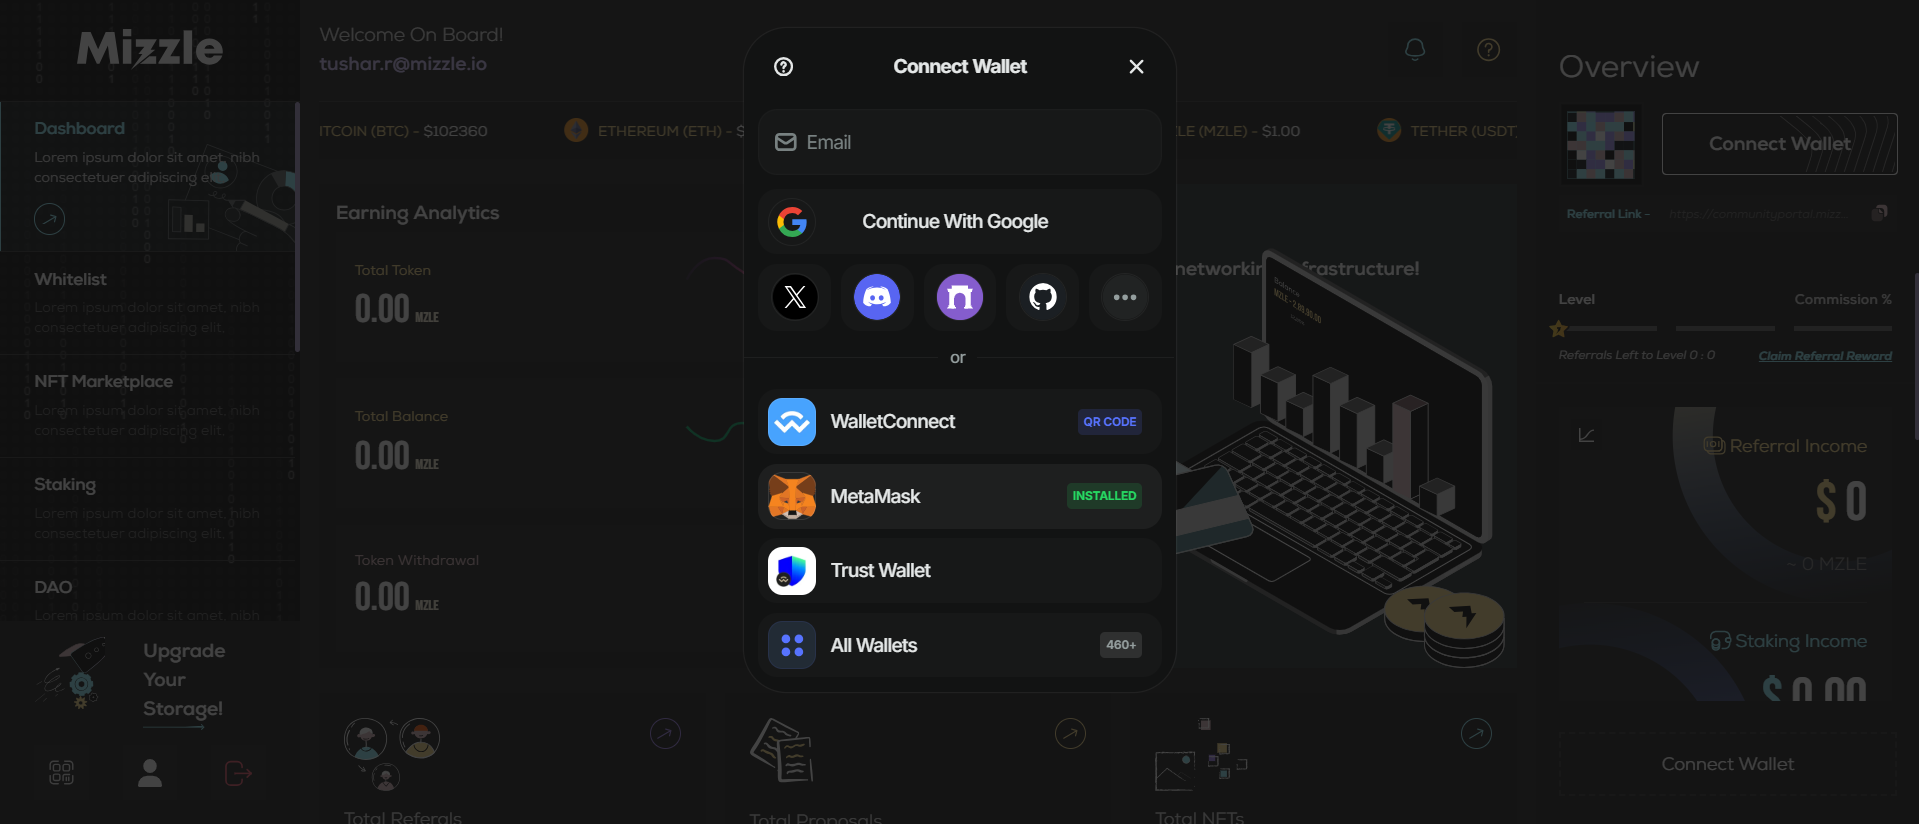 Mizzle
Dashboard
Lorem ipsum dolor sit amet, nibh
consectetuer adipiscing
Whitelist
Lorem ipsum dolor sit amet, nibh
consectetuer adipiscing elit.
NFT Marketplace
Lorem ipsum dolor sit amet, nibh
consectetuer adipiscing elit.
Staking
Lorem ipsum dolor sit amet, nibh
consectetuer adipiscing elit.
DAO
Lorem ipsum dolor sit amet, nibh
Upgrade
Your
Storage!
Welcome On Board!
tushar.r@mizzle.io
ITCOIN (BTC) - $102360
ETHEREUM (ETH) - $
LE (MZLE) - $1.00
TETHER (USDT)
Earning Analytics
Total Token
0.00 MZLE
Total Balance
0.00 MZLE
Token Withdrawal
0.00 MZLE
networking
frastructure!
Balance
Total Referals
Total Proposals
Total NFTs
Connect Wallet
Email
Continue With Google
or
WalletConnect
QR CODE
MetaMask
INSTALLED
Trust Wallet
All Wallets
460+
Overview
Connect Wallet
Referral Link -
https://communityportal.mizz...
Level
Commission %
Referrals Left to Level 0 : 0
Claim Referral Reward
Referral Income
$ 0
~ 0 MZLE
Staking Income
$ 0.00
Connect Wallet